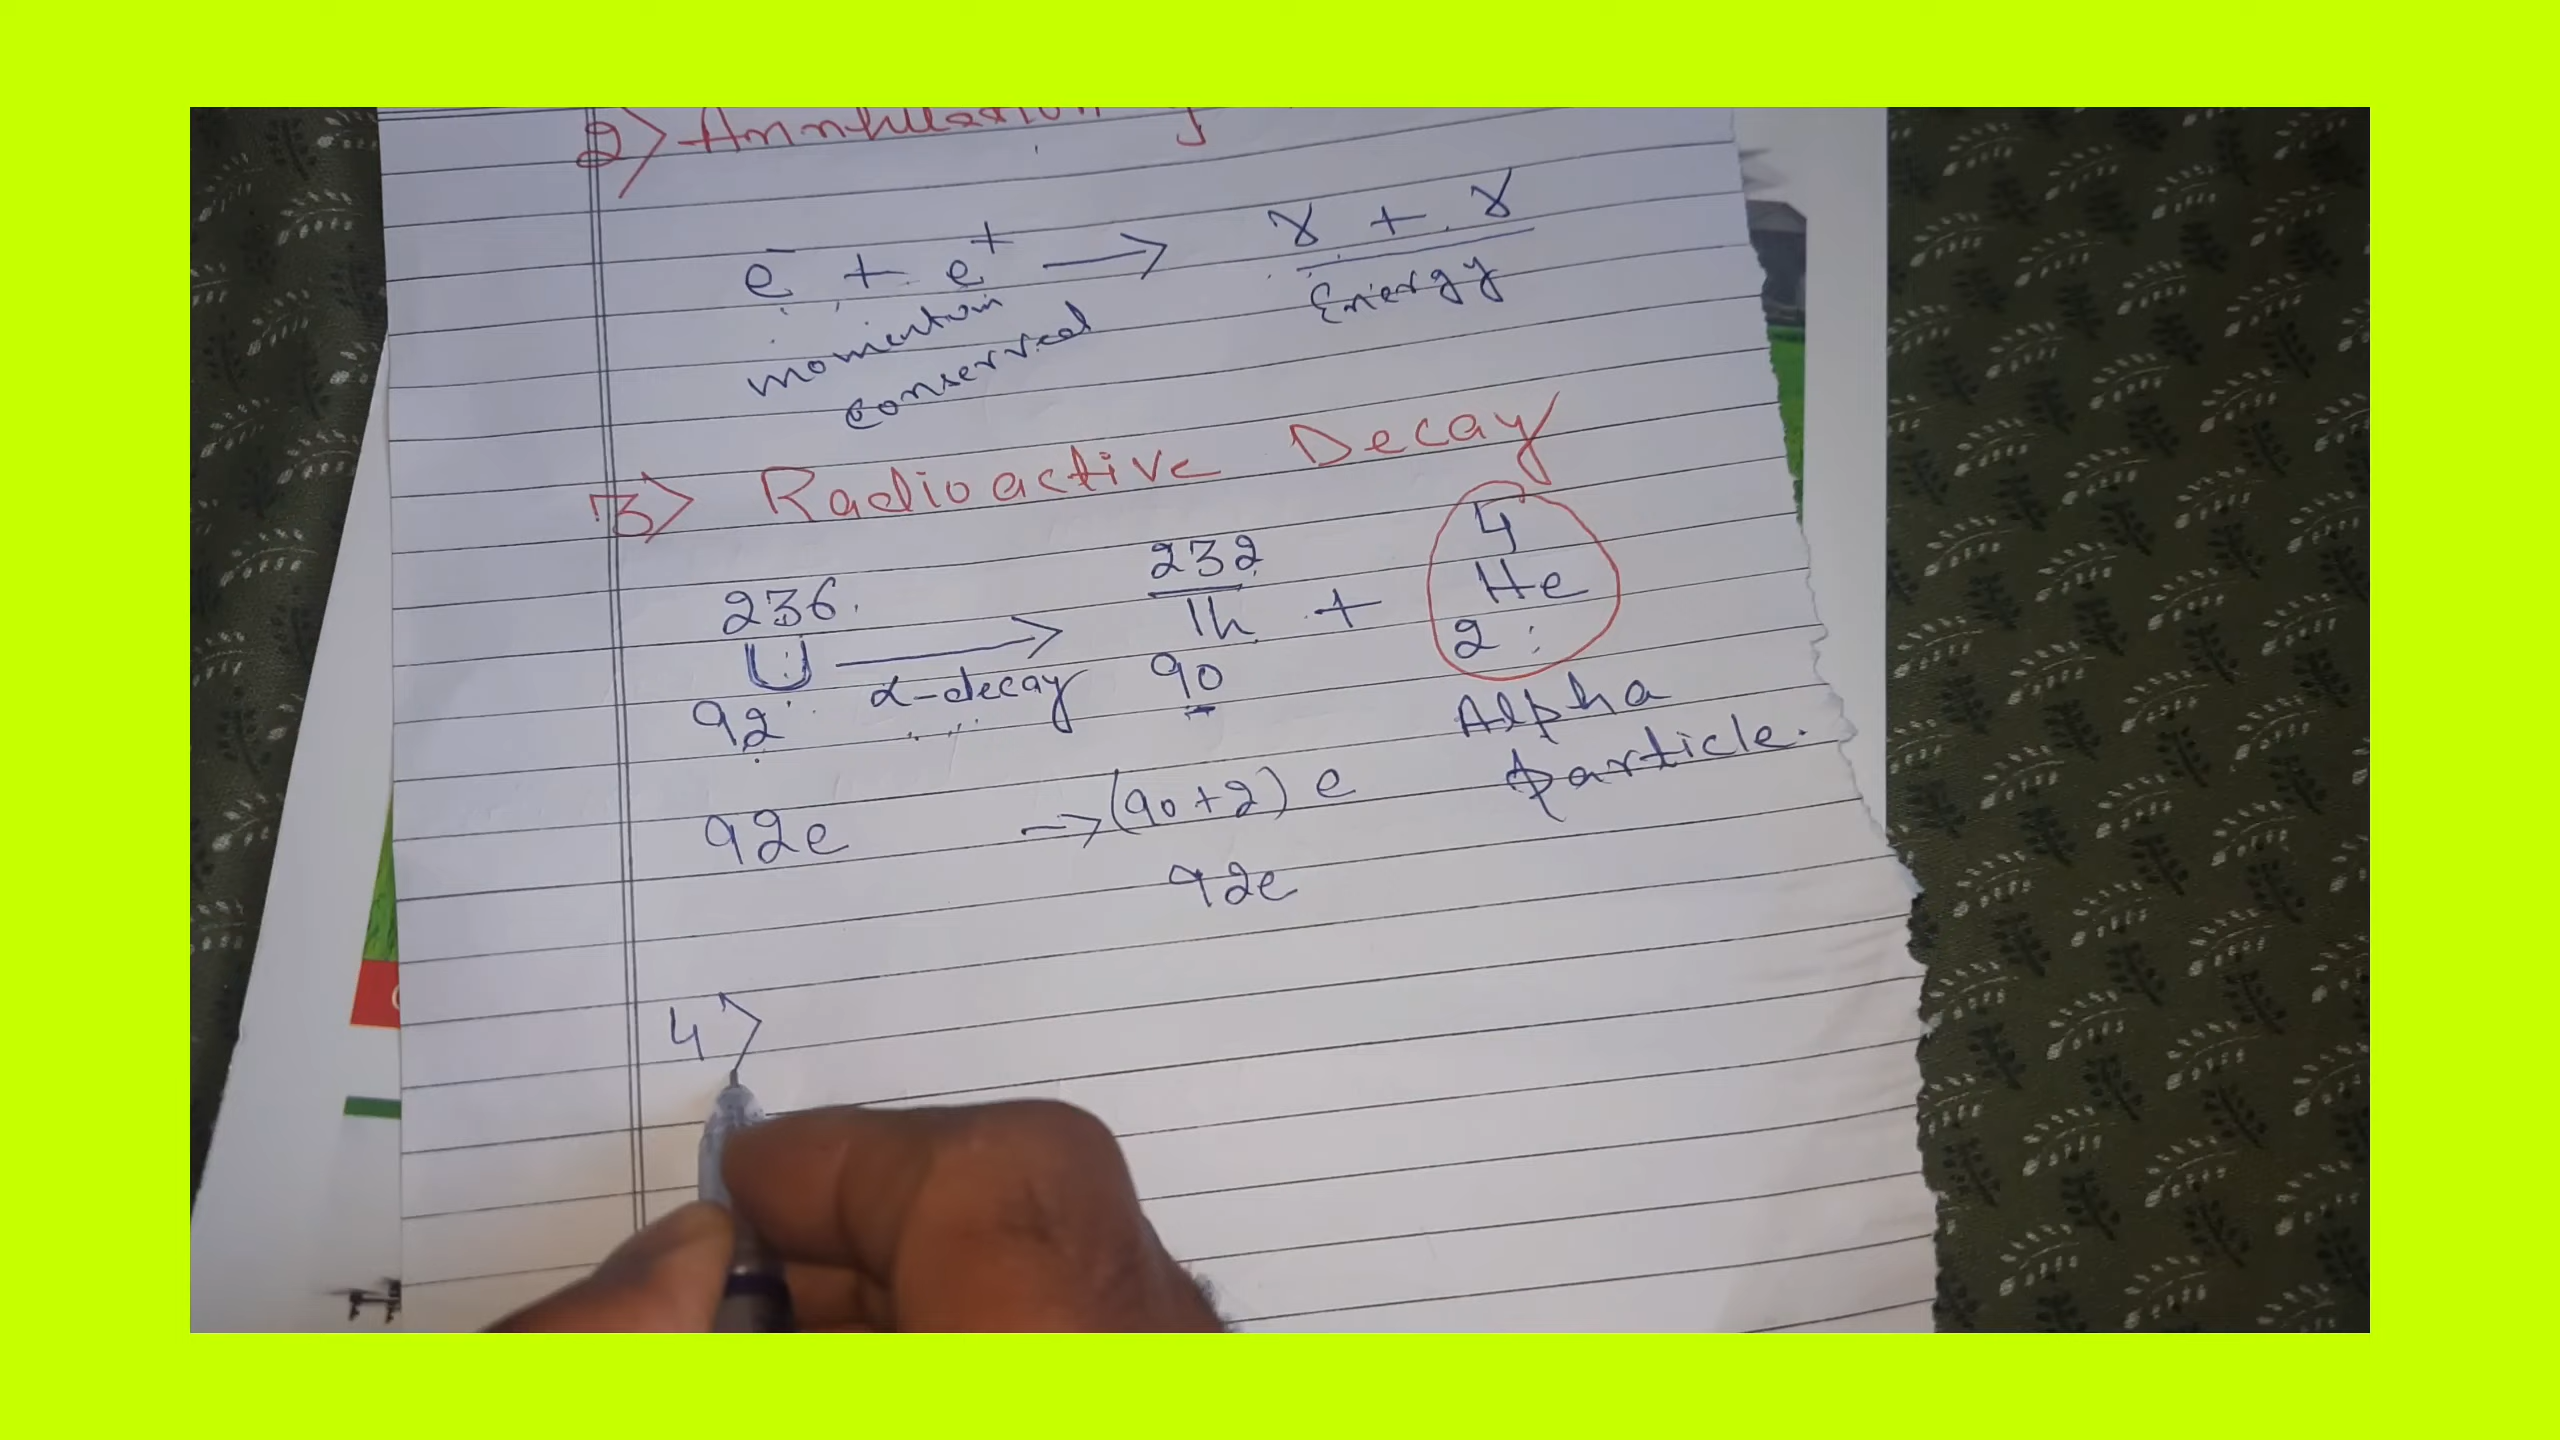 2> Annhilation
e⁻ + e⁺ → γ + γ
momentum
conserved
Energy
3> Radioactive Decay
236 232 4
U → Th + He
92 α-decay 90 2
Alpha
particle.
92e → (90+2) e
92e
4>